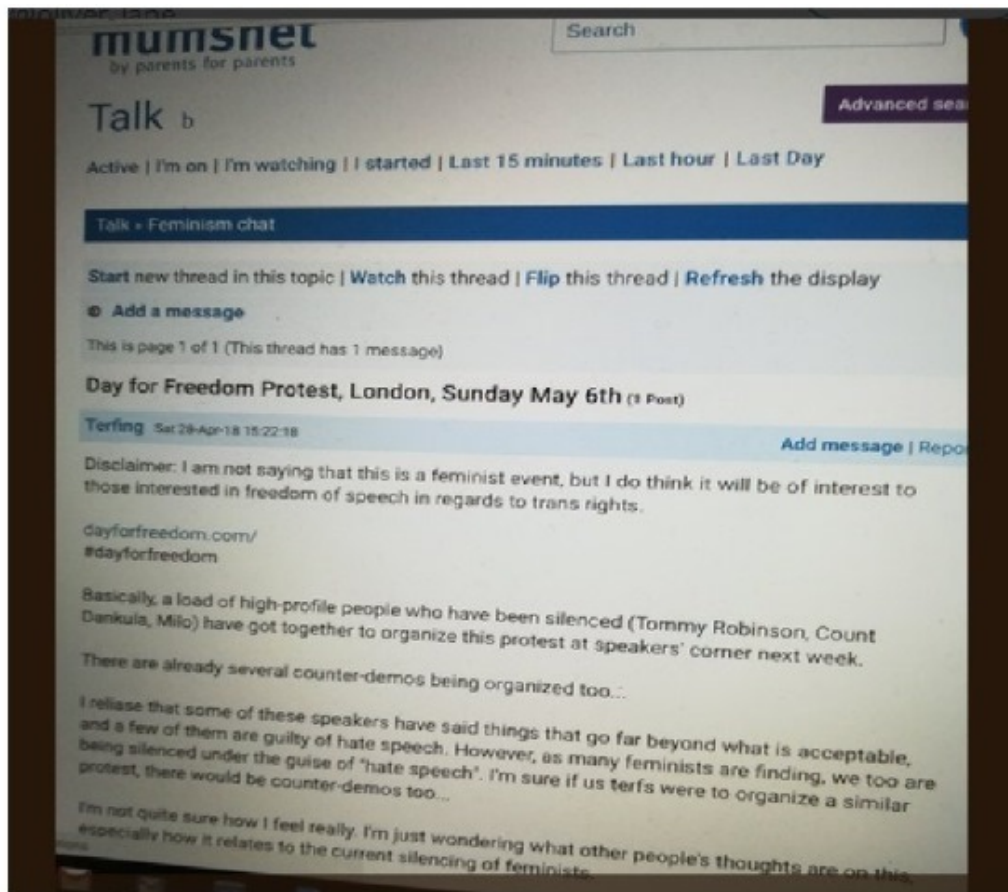 mumsnet
by parents for parents
Search
Talk b
Advanced sea
Active | I'm on | I'm watching | I started | Last 15 minutes | Last hour | Last Day
Talk » Feminism chat
Start new thread in this topic | Watch this thread | Flip this thread | Refresh the display
Add a message
This is page 1 of 1 (This thread has 1 message)
Day for Freedom Protest, London, Sunday May 6th (1 Post)
Terfing Sat 28-Apr-18 15:22:18
Add message | Repo
Disclaimer: I am not saying that this is a feminist event, but I do think it will be of interest to
those interested in freedom of speech in regards to trans rights.
dayforfreedom.com/
#dayforfreedom
Basically, a load of high-profile people who have been silenced (Tommy Robinson, Count
Dankula, Milo) have got together to organize this protest at speakers' corner next week.
There are already several counter-demos being organized too...
I reliase that some of these speakers have said things that go far beyond what is acceptable,
and a few of them are guilty of hate speech. However, as many feminists are finding, we too are
being silenced under the guise of "hate speech". I'm sure if us terfs were to organize a similar
protest, there would be counter-demos too...
I'm not quite sure how I feel really. I'm just wondering what other people's thoughts are on this,
especially how it relates to the current silencing of feminists.